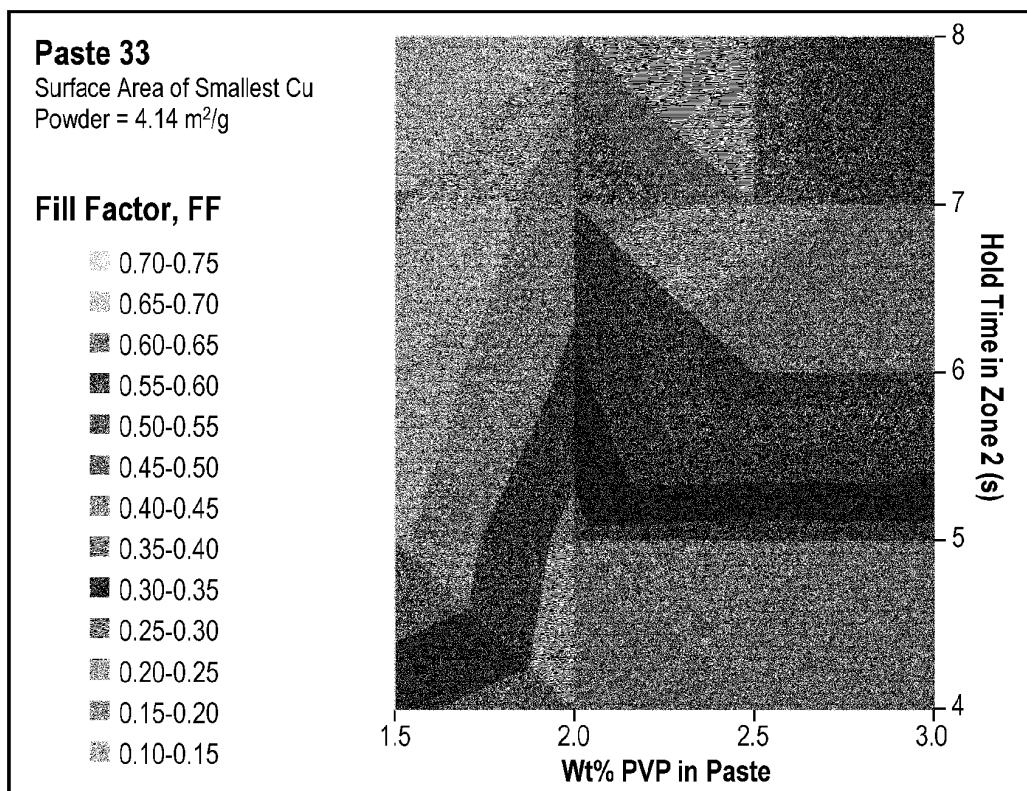 Paste 33
Surface Area of Smallest Cu
Powder = 4.14 m²/g
Fill Factor, FF
0.70-0.75
0.65-0.70
0.60-0.65
0.55-0.60
0.50-0.55
0.45-0.50
0.40-0.45
0.35-0.40
0.30-0.35
0.25-0.30
0.20-0.25
0.15-0.20
0.10-0.15
8
7
6
5
4
Hold Time in Zone 2 (s)
1.5 2.0 2.5 3.0
Wt% PVP in Paste